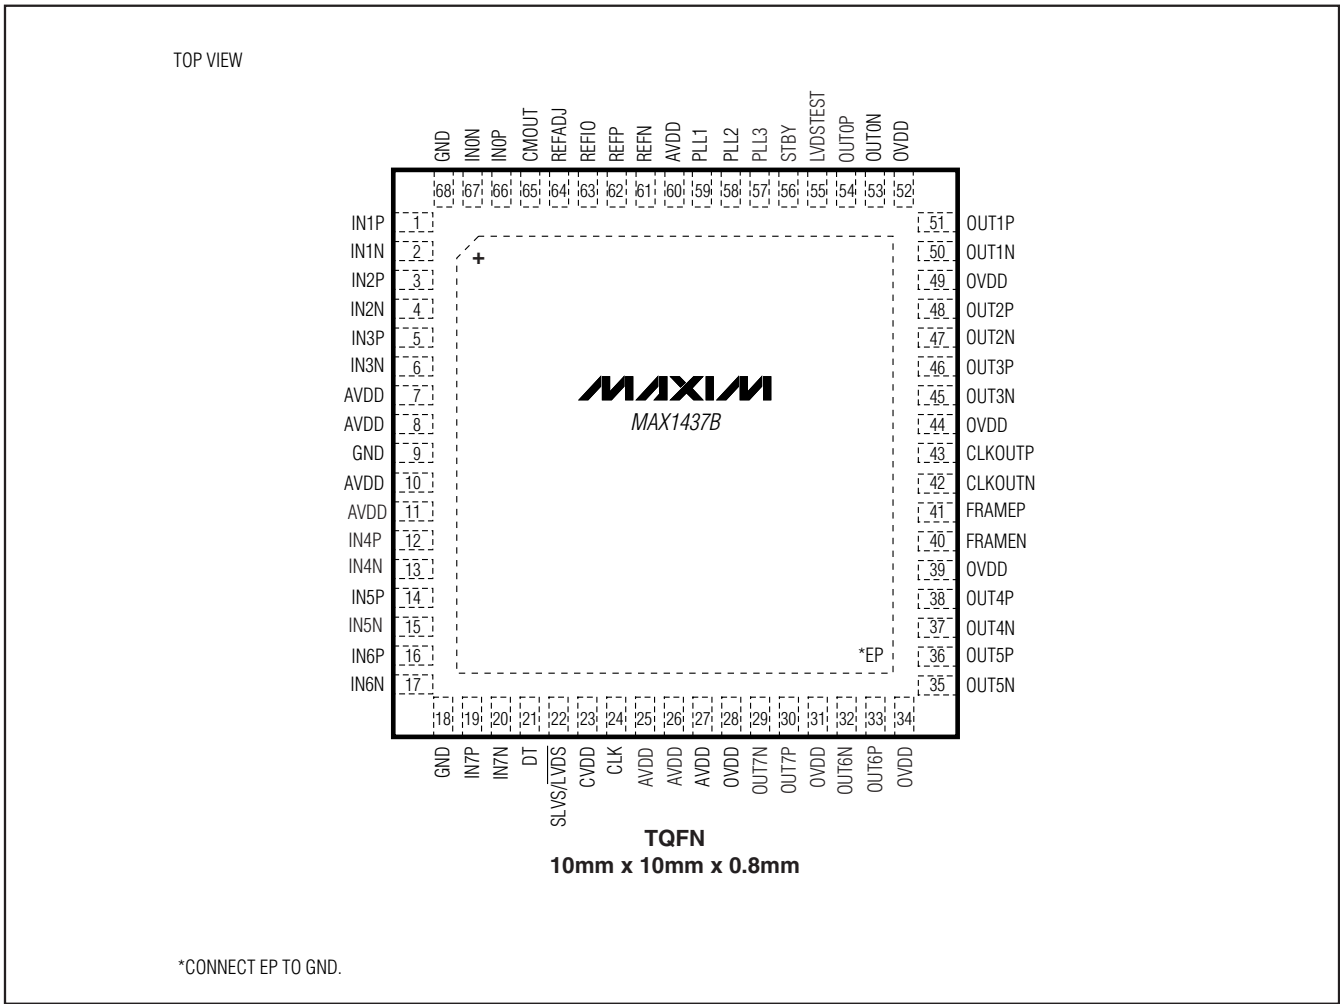 TOP VIEW
GND
IN0N
IN0P
CMOUT
REFADJ
REFIO
REFP
REFN
AVDD
PLL1
PLL2
PLL3
STBY
LVDSTEST
OUT0P
OUT0N
OVDD
68 67 66 65 64 63 62 61 60 59 58 57 56 55 54 53 52
IN1P 1
IN1N 2
IN2P 3
IN2N 4
IN3P 5
IN3N 6
AVDD 7
AVDD 8
GND 9
AVDD 10
AVDD 11
IN4P 12
IN4N 13
IN5P 14
IN5N 15
IN6P 16
IN6N 17
+
MAXIM
MAX1437B
*EP
51 OUT1P
50 OUT1N
49 OVDD
48 OUT2P
47 OUT2N
46 OUT3P
45 OUT3N
44 OVDD
43 CLKOUTP
42 CLKOUTN
41 FRAMEP
40 FRAMEN
39 OVDD
38 OUT4P
37 OUT4N
36 OUT5P
35 OUT5N
18 19 20 21 22 23 24 25 26 27 28 29 30 31 32 33 34
GND
IN7P
IN7N
DT
SLVS/LVDS
CVDD
CLK
AVDD
AVDD
AVDD
OVDD
OUT7N
OUT7P
OVDD
OUT6N
OUT6P
OVDD
TQFN
10mm x 10mm x 0.8mm
*CONNECT EP TO GND.